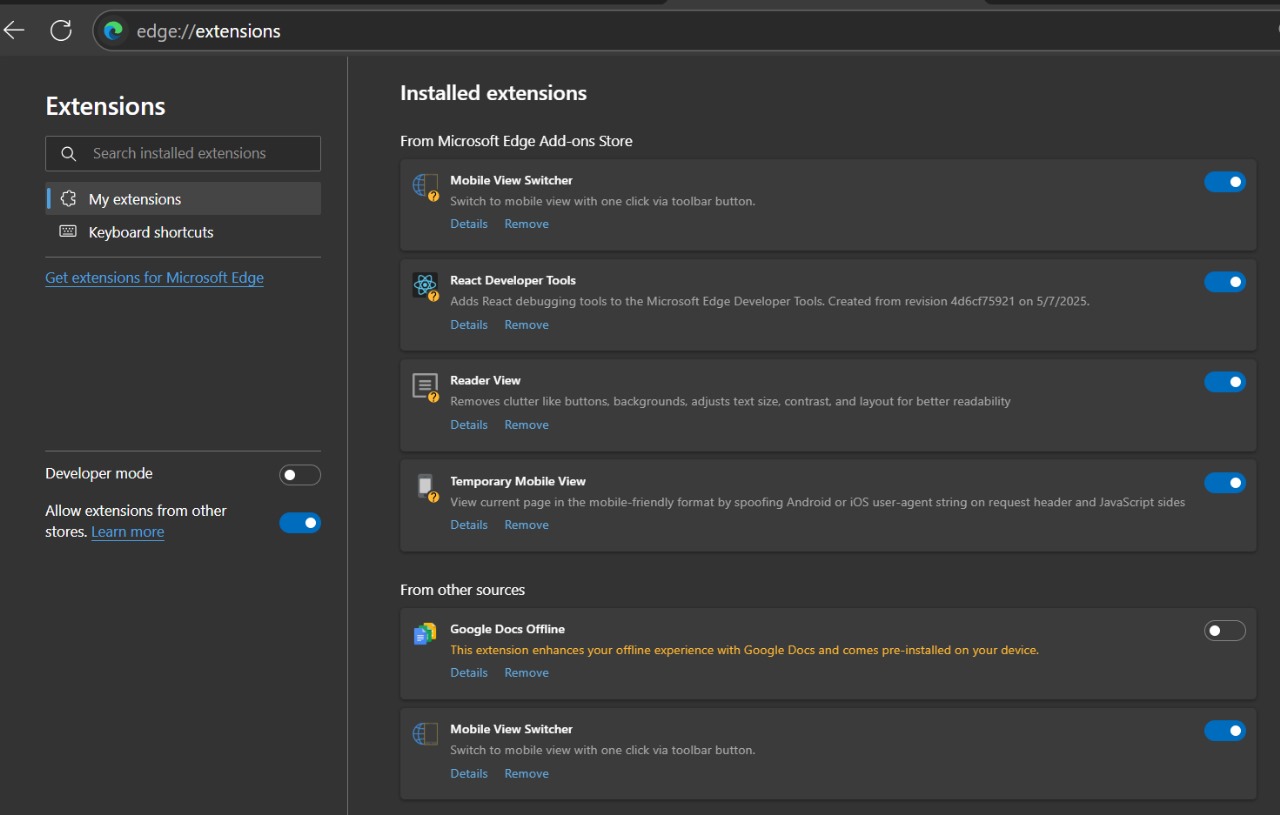 edge://extensions
Extensions
Search installed extensions
My extensions
Keyboard shortcuts
Get extensions for Microsoft Edge
Developer mode
Allow extensions from other
stores. Learn more
Installed extensions
From Microsoft Edge Add-ons Store
Mobile View Switcher
Switch to mobile view with one click via toolbar button.
Details Remove
React Developer Tools
Adds React debugging tools to the Microsoft Edge Developer Tools. Created from revision 4d6cf75921 on 5/7/2025.
Details Remove
Reader View
Removes clutter like buttons, backgrounds, adjusts text size, contrast, and layout for better readability
Details Remove
Temporary Mobile View
View current page in the mobile-friendly format by spoofing Android or iOS user-agent string on request header and JavaScript sides
Details Remove
From other sources
Google Docs Offline
This extension enhances your offline experience with Google Docs and comes pre-installed on your device.
Details Remove
Mobile View Switcher
Switch to mobile view with one click via toolbar button.
Details Remove